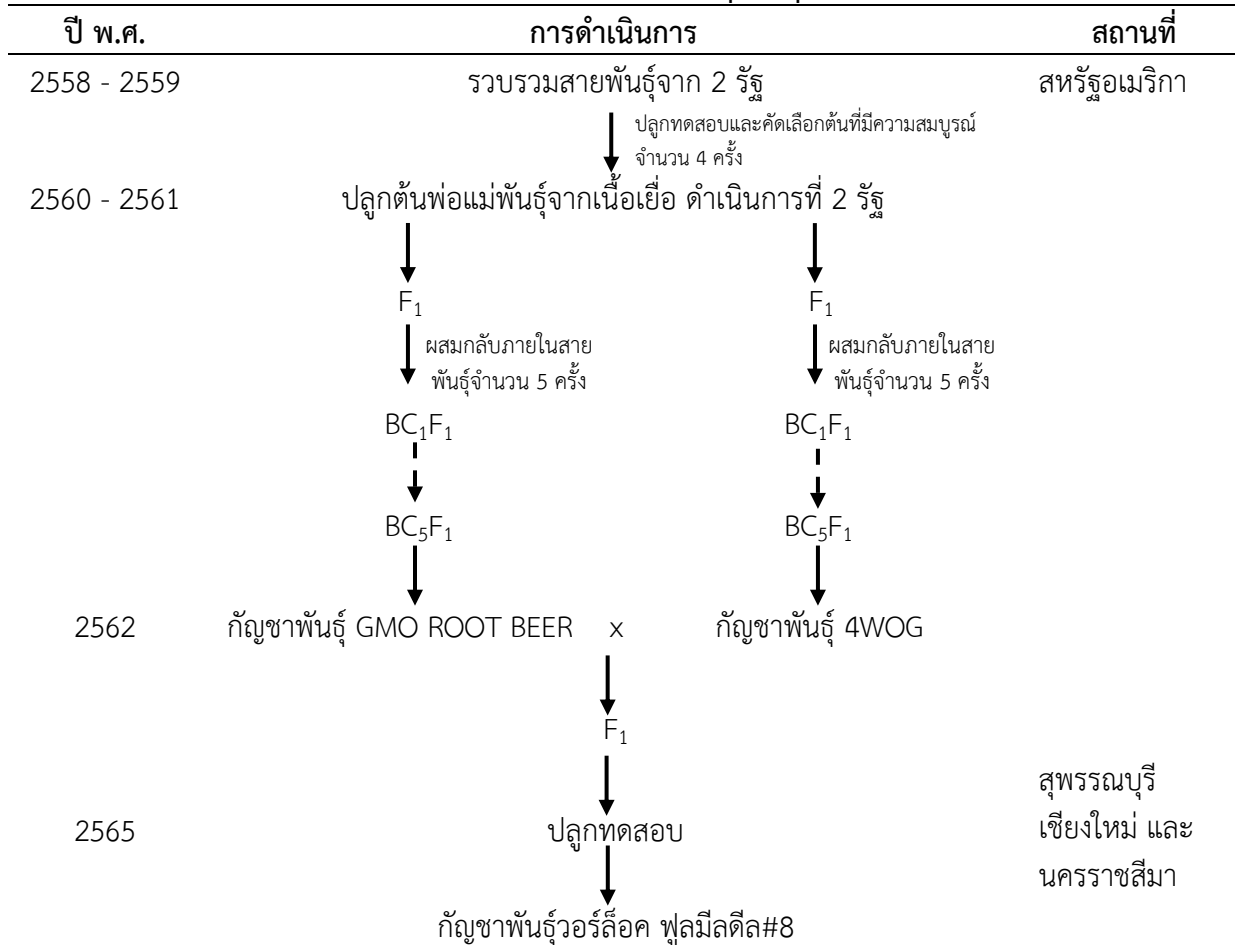 ปี พ.ศ. การดำเนินการ สถานที่
2558 - 2559 รวบรวมสายพันธุ์จาก 2 รัฐ สหรัฐอเมริกา
ปลูกทดสอบและคัดเลือกต้นที่มีความสมบูรณ์
จำนวน 4 ครั้ง
2560 - 2561 ปลูกต้นพ่อแม่พันธุ์จากเนื้อเยื่อ ดำเนินการที่ 2 รัฐ
F₁ F₁
ผสมกลับภายในสาย ผสมกลับภายในสาย
พันธุ์จำนวน 5 ครั้ง พันธุ์จำนวน 5 ครั้ง
BC₁F₁ BC₁F₁
BC₅F₁ BC₅F₁
2562 กัญชาพันธุ์ GMO ROOT BEER x กัญชาพันธุ์ 4WOG
F₁
สุพรรณบุรี
2565 ปลูกทดสอบ เชียงใหม่ และ
นครราชสีมา
กัญชาพันธุ์วอร์ล็อค ฟูลมีลดีล#8